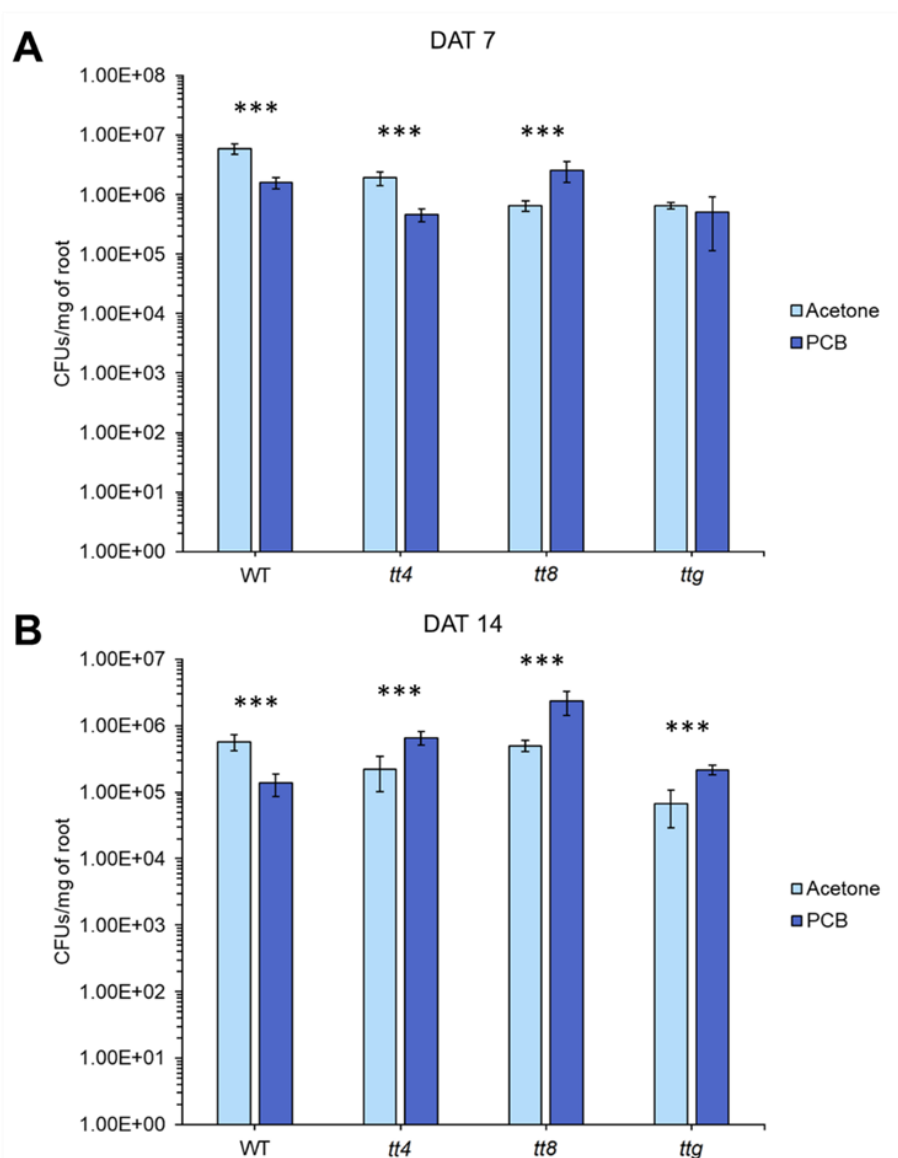 A
DAT 7
1.00E+08
1.00E+07
1.00E+06
1.00E+05
1.00E+04
1.00E+03
1.00E+02
1.00E+01
1.00E+00
CFUs/mg of root
*** *** ***
WT tt4 tt8 ttg
Acetone
PCB
B
DAT 14
1.00E+07
1.00E+06
1.00E+05
1.00E+04
1.00E+03
1.00E+02
1.00E+01
1.00E+00
CFUs/mg of root
*** *** *** ***
WT tt4 tt8 ttg
Acetone
PCB